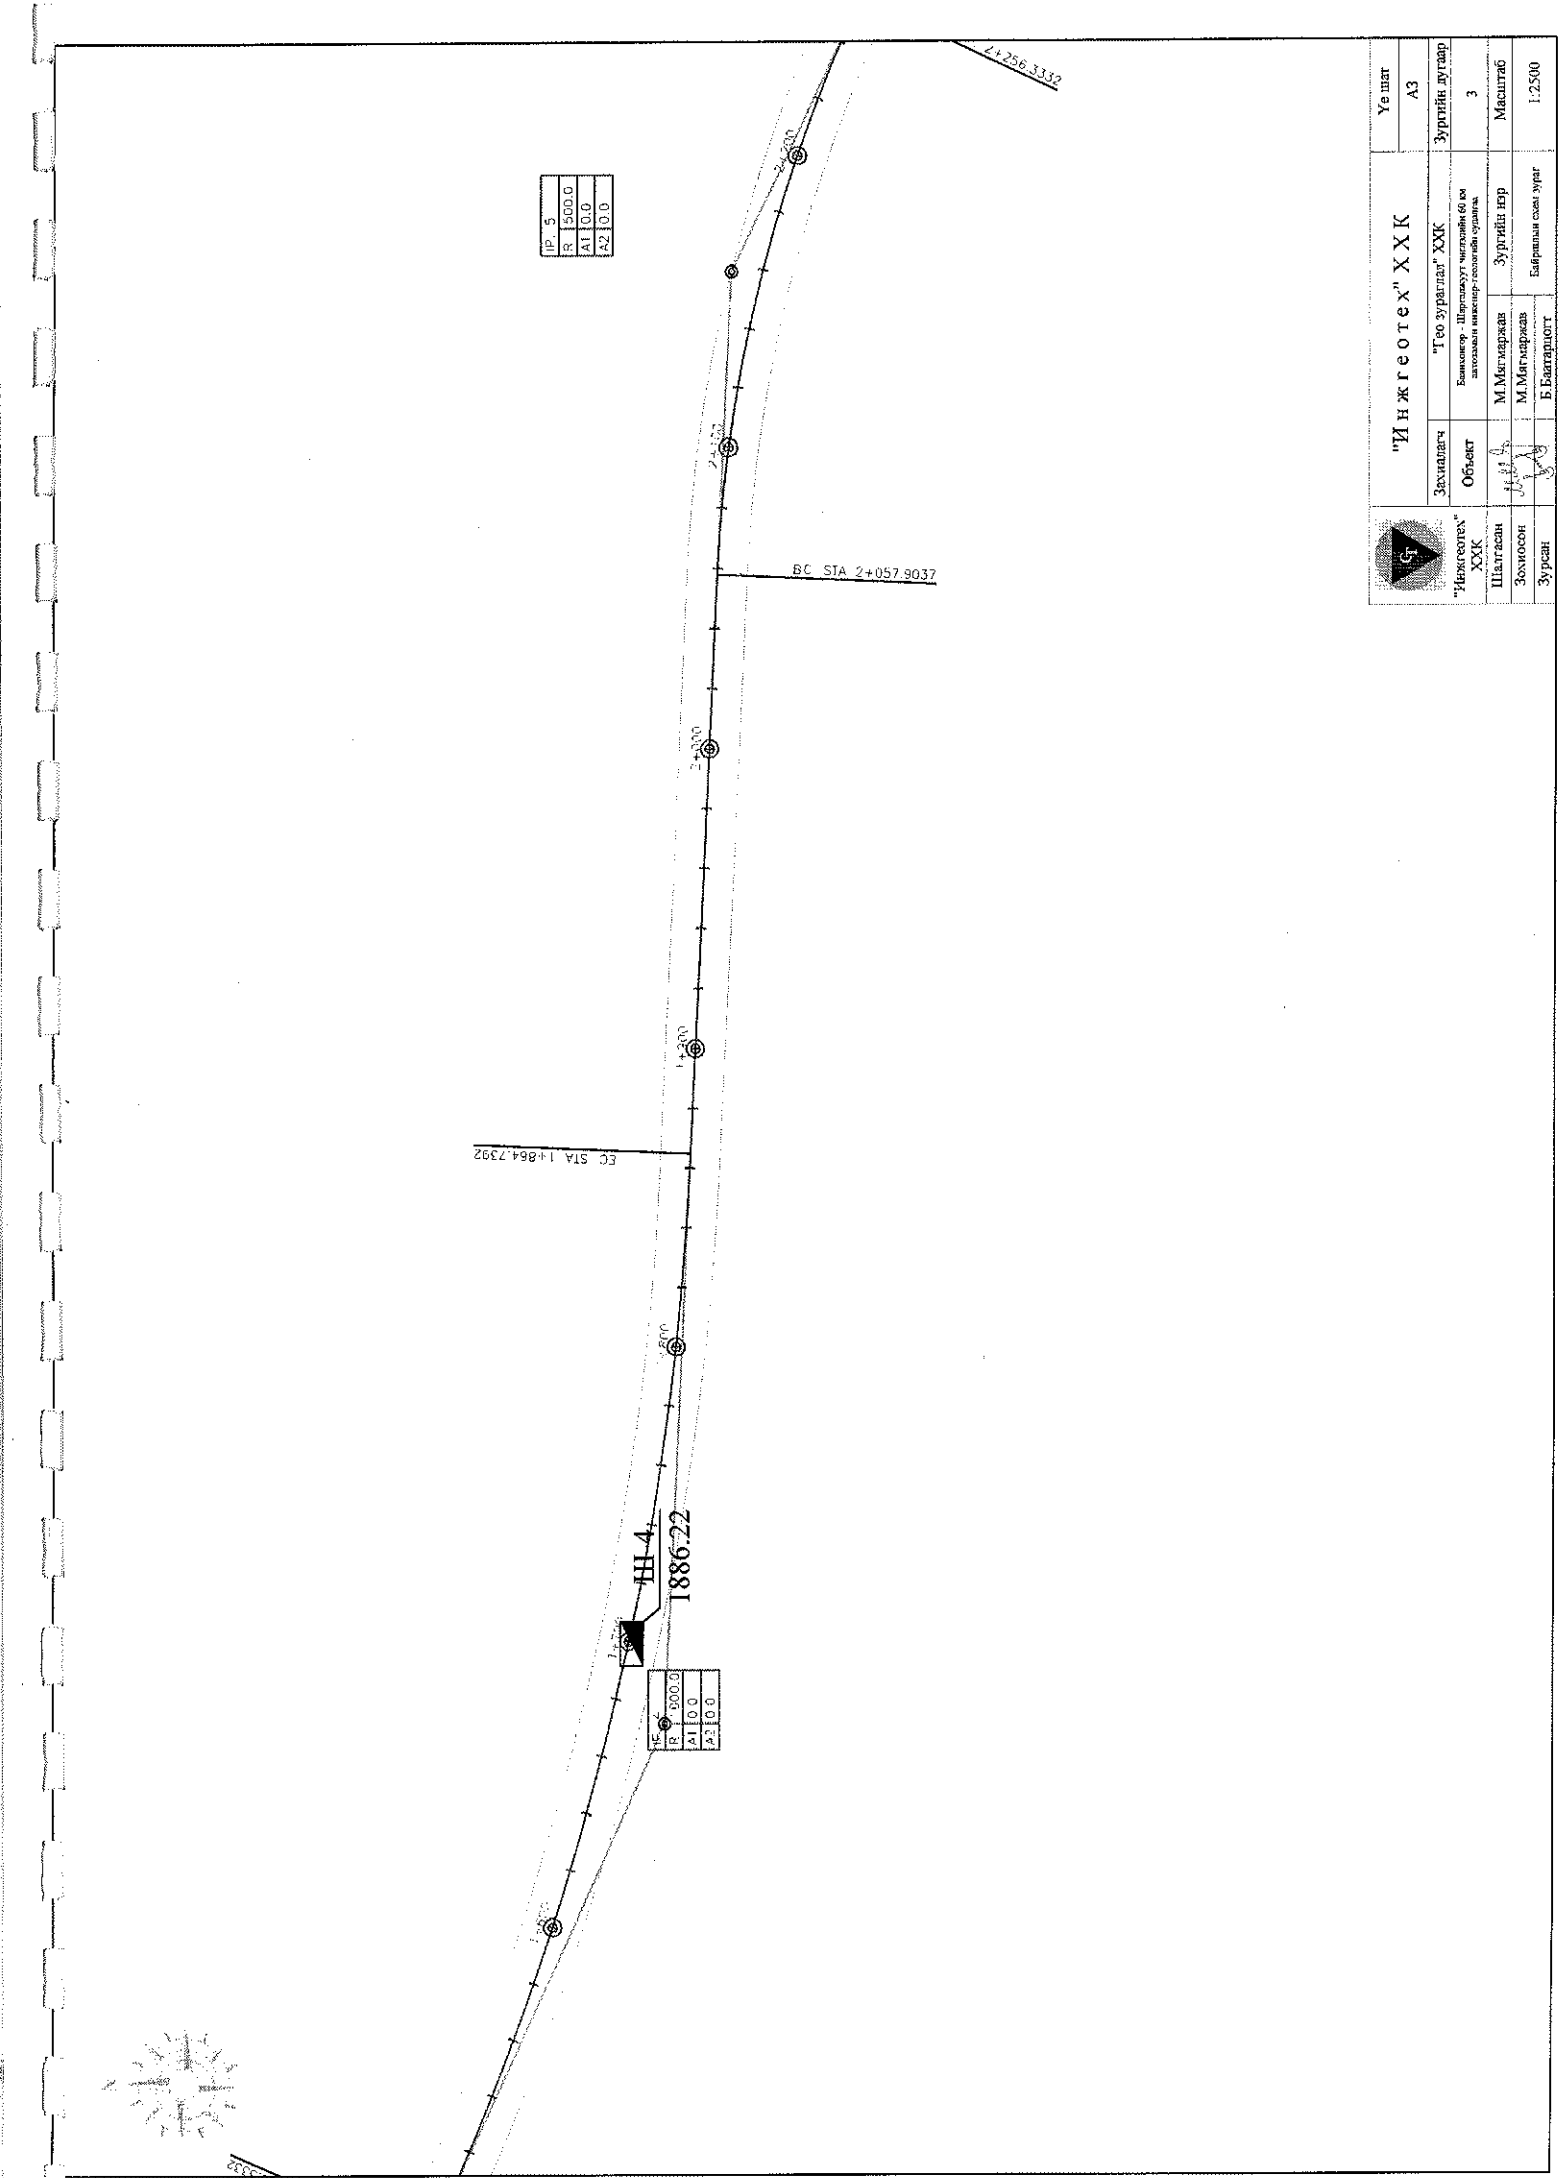 2+256.3332
2+200
IP. 5
R 500.0
A1 0.0
A2 0.0
BC STA 2+057.9037
2+000
EC STA 1+864.7392
Ш-4
1886.22
A1 0.0
A2 0.0
"Инжгеотех" ХХК
Үе шат
А3
Захиалагч
"Гео зураглал" ХХК
Зургийн дугаар
3
Объект
"Инжгеотех"
ХХК
Шалгасан
М.Мягмаржав
Зургийн нэр
Масштаб
Зохиосон
М.Мягмаржав
Байршлын схем зураг
1:2500
Зурсан
Б.Баатарцогт